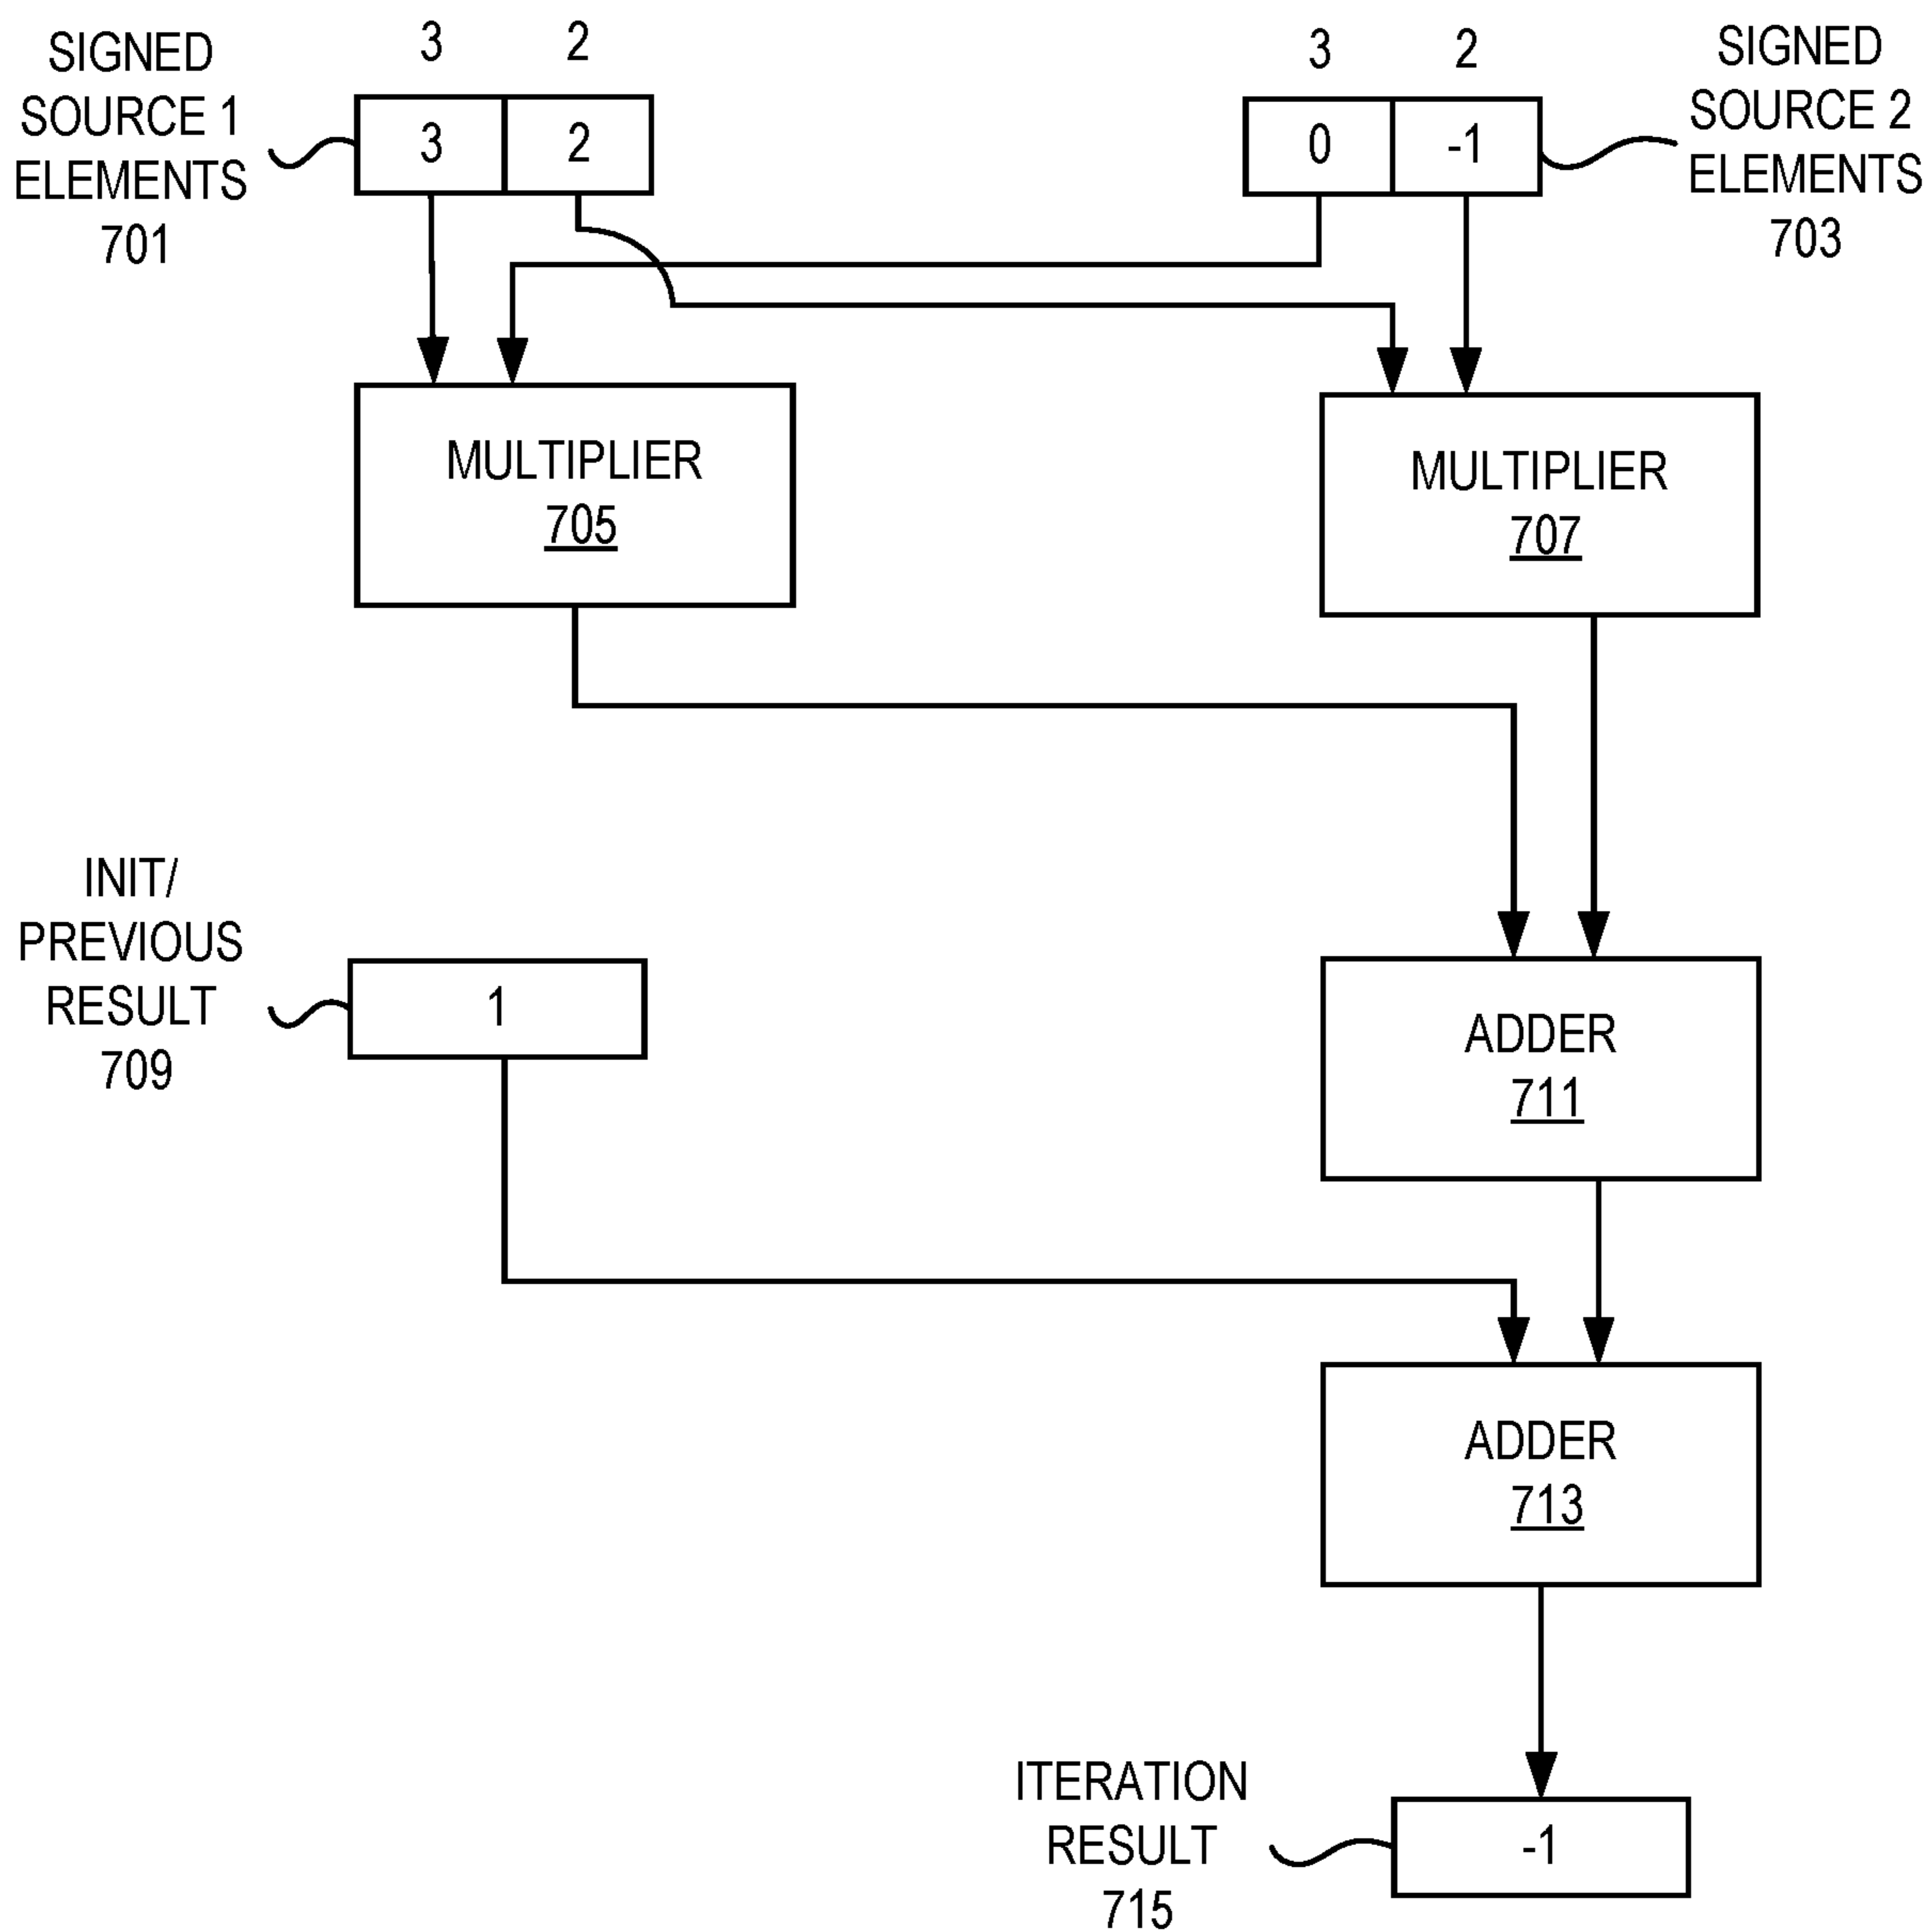 SIGNED
SOURCE 1
ELEMENTS
701
3 2
3 2
3 2
0 -1
SIGNED
SOURCE 2
ELEMENTS
703
MULTIPLIER
705
MULTIPLIER
707
INIT/
PREVIOUS
RESULT
709
1
ADDER
711
ADDER
713
ITERATION
RESULT
715
-1